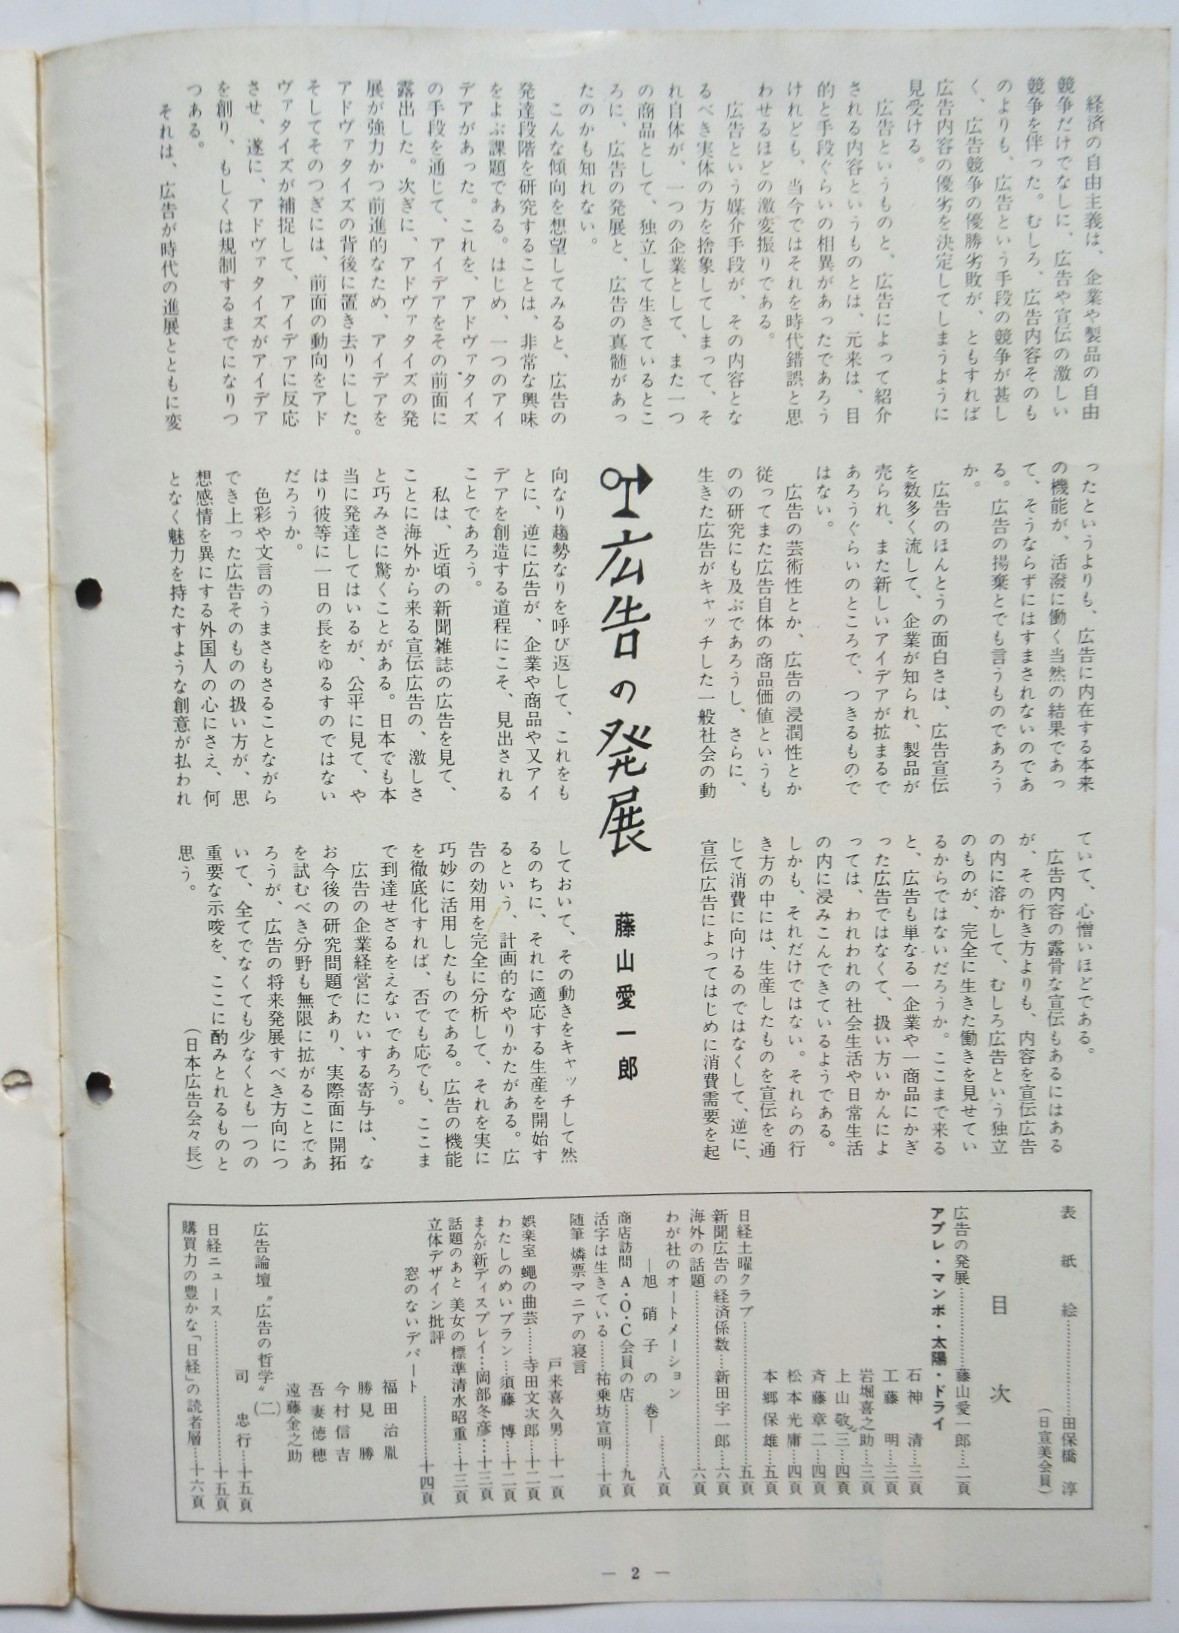 経済の自由主義は、企業や製品の自由
競争だけでなしに、広告や宣伝の激しい
競争を伴った。むしろ、広告内容そのも
のよりも、広告という手段の競争が甚し
く、広告競争の優勝劣敗が、ともすれば
広告内容の優劣を決定してしまうように
見受ける。
広告というものと、広告によって紹介
される内容というものとは、元来は、目
的と手段ぐらいの相異があったであろう
けれども、当今ではそれを時代錯誤と思
わせるほどの激変振りである。
広告という媒介手段が、その内容とな
るべき実体の方を捨象してしまって、そ
れ自体が、一つの企業として、また一つ
の商品として、独立して生きているとこ
ろに、広告の発展と、広告の真髄があっ
たのかも知れない。
こんな傾向を想望してみると、広告の
発達段階を研究することは、非常な興味
をよぶ課題である。はじめ、一つのアイ
デアがあった。これを、アドヴァタイズ
の手段を通じて、アイデアをその前面に
露出した。次ぎに、アドヴァタイズの発
展が強力かつ前進的なため、アイデアを
アドヴァタイズの背後に置き去りにした。
そしてそのつぎには、前面の動向をアド
ヴァタイズが補捉して、アイデアに反応
させ、遂に、アドヴァタイズがアイデア
を創り、もしくは規制するまでになりつ
つある。
それは、広告が時代の進展とともに変
ったというよりも、広告に内在する本来
の機能が、活潑に働く当然の結果であっ
て、そうならずにはすまされないのであ
る。広告の揚棄とでも言うものであろう
か。
広告のほんとうの面白さは、広告宣伝
を数多く流して、企業が知られ、製品が
売られ、また新しいアイデアが拡まるで
あろうぐらいのところで、つきるもので
はない。
広告の芸術性とか、広告の浸潤性とか
従ってまた広告自体の商品価値というも
のの研究にも及ぶであろうし、さらに、
生きた広告がキャッチした一般社会の動
广告の発展
藤山愛一郎
向なり趨勢なりを呼び返して、これをも
とに、逆に広告が、企業や商品や又アイ
デアを創造する道程にこそ、見出される
ことであろう。
私は、近頃の新聞雑誌の広告を見て、
ことに海外から来る宣伝広告の、激しさ
と巧みさに驚くことがある。日本でも本
当に発達してはいるが、公平に見て、や
はり彼等に一日の長をゆるすのではない
だろうか。
色彩や文言のうまさもさることながら
でき上った広告そのものの扱い方が、思
想感情を異にする外国人の心にさえ、何
となく魅力を持たすような創意が払われ
ていて、心憎いほどである。
広告内容の露骨な宣伝もあるにはある
が、その行き方よりも、内容を宣伝広告
の内に溶かして、むしろ広告という独立
のものが、完全に生きた働きを見せてい
るからではないだろうか。ここまで来る
と、広告も単なる一企業や一商品にかぎ
った広告ではなくて、扱い方いかんによ
っては、われわれの社会生活や日常生活
の内に浸みこんできているようである。
しかも、それだけではない。それらの行
き方の中には、生産したものを宣伝を通
じて消費に向けるのではなくして、逆に、
宣伝広告によってはじめに消費需要を起
しておいて、その動きをキャッチして然
るのちに、それに適応する生産を開始す
るという、計画的なやりかたがある。広
告の効用を完全に分析して、それを実に
巧妙に活用したものである。広告の機能
を徹底化すれば、否でも応でも、ここま
で到達せざるをえないであろう。
広告の企業経営にたいする寄与は、な
お今後の研究問題であり、実際面に開拓
を試むべき分野も無限に拡がることであ
ろうが、広告の将来発展すべき方向につ
いて、全てでなくても少なくとも一つの
重要な示唆を、ここに酌みとれるものと
思う。
(日本広告会々長)
表紙絵………田保橋 淳
(日宣美会員)
目次
広告の発展………藤山愛一郎…二頁
アプレ・マンボ・太陽・ドライ
石神 清…三頁
工藤 明…三頁
岩堀喜之助…三頁
上山敬三…四頁
斉藤章二…四頁
松本光庸…四頁
本郷保雄…五頁
日経土曜クラブ………五頁
新聞広告の経済係数…新田宇一郎…六頁
海外の話題………六頁
わが社のオートメーション
―旭硝子の巻―………八頁
商店訪問 A・O・C会員の店………九頁
活字は生きている……祐乗坊宣明…十頁
随筆 燐票マニアの寝言
戸来喜久男…十一頁
娯楽室 蠅の曲芸……寺田文次郎…十二頁
わたしのめいプラン…須藤 博…十二頁
まんが新ディスプレイ…岡部冬彦…十三頁
話題のあと 美女の標準清水昭重…十三頁
立体デザイン批評
窓のないデパート………十四頁
福田治胤
勝見 勝
今村信吉
吾妻徳穂
遠藤金之助
広告論壇〝広告の哲学〟(二)
司 忠行…十五頁
日経ニュース………十五頁
購買力の豊かな「日経」の読者層…十六頁
― 2 ―